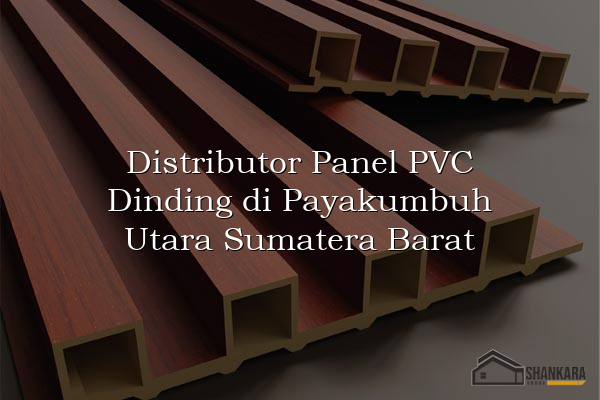 Distributor Panel PVC
Dinding di Payakumbuh
Utara Sumatera Barat
SHANKARA